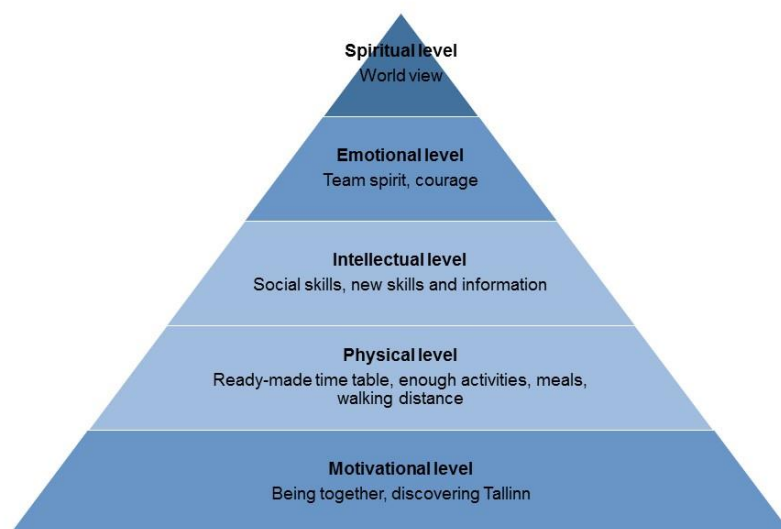 Spiritual level
World view
Emotional level
Team spirit, courage
Intellectual level
Social skills, new skills and information
Physical level
Ready-made time table, enough activities, meals,
walking distance
Motivational level
Being together, discovering Tallinn